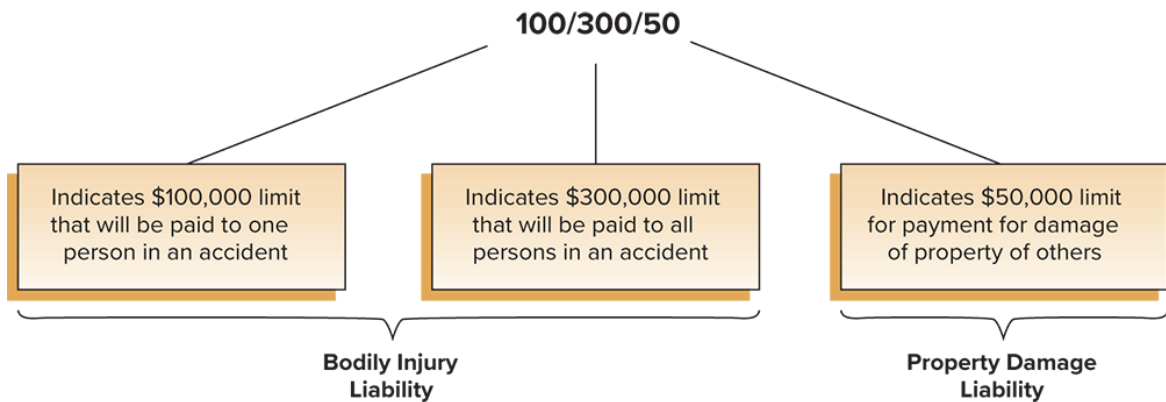 100/300/50
Indicates $100,000 limit
that will be paid to one
person in an accident
Indicates $300,000 limit
that will be paid to all
persons in an accident
Indicates $50,000 limit
for payment for damage
of property of others
Bodily Injury
Liability
Property Damage
Liability